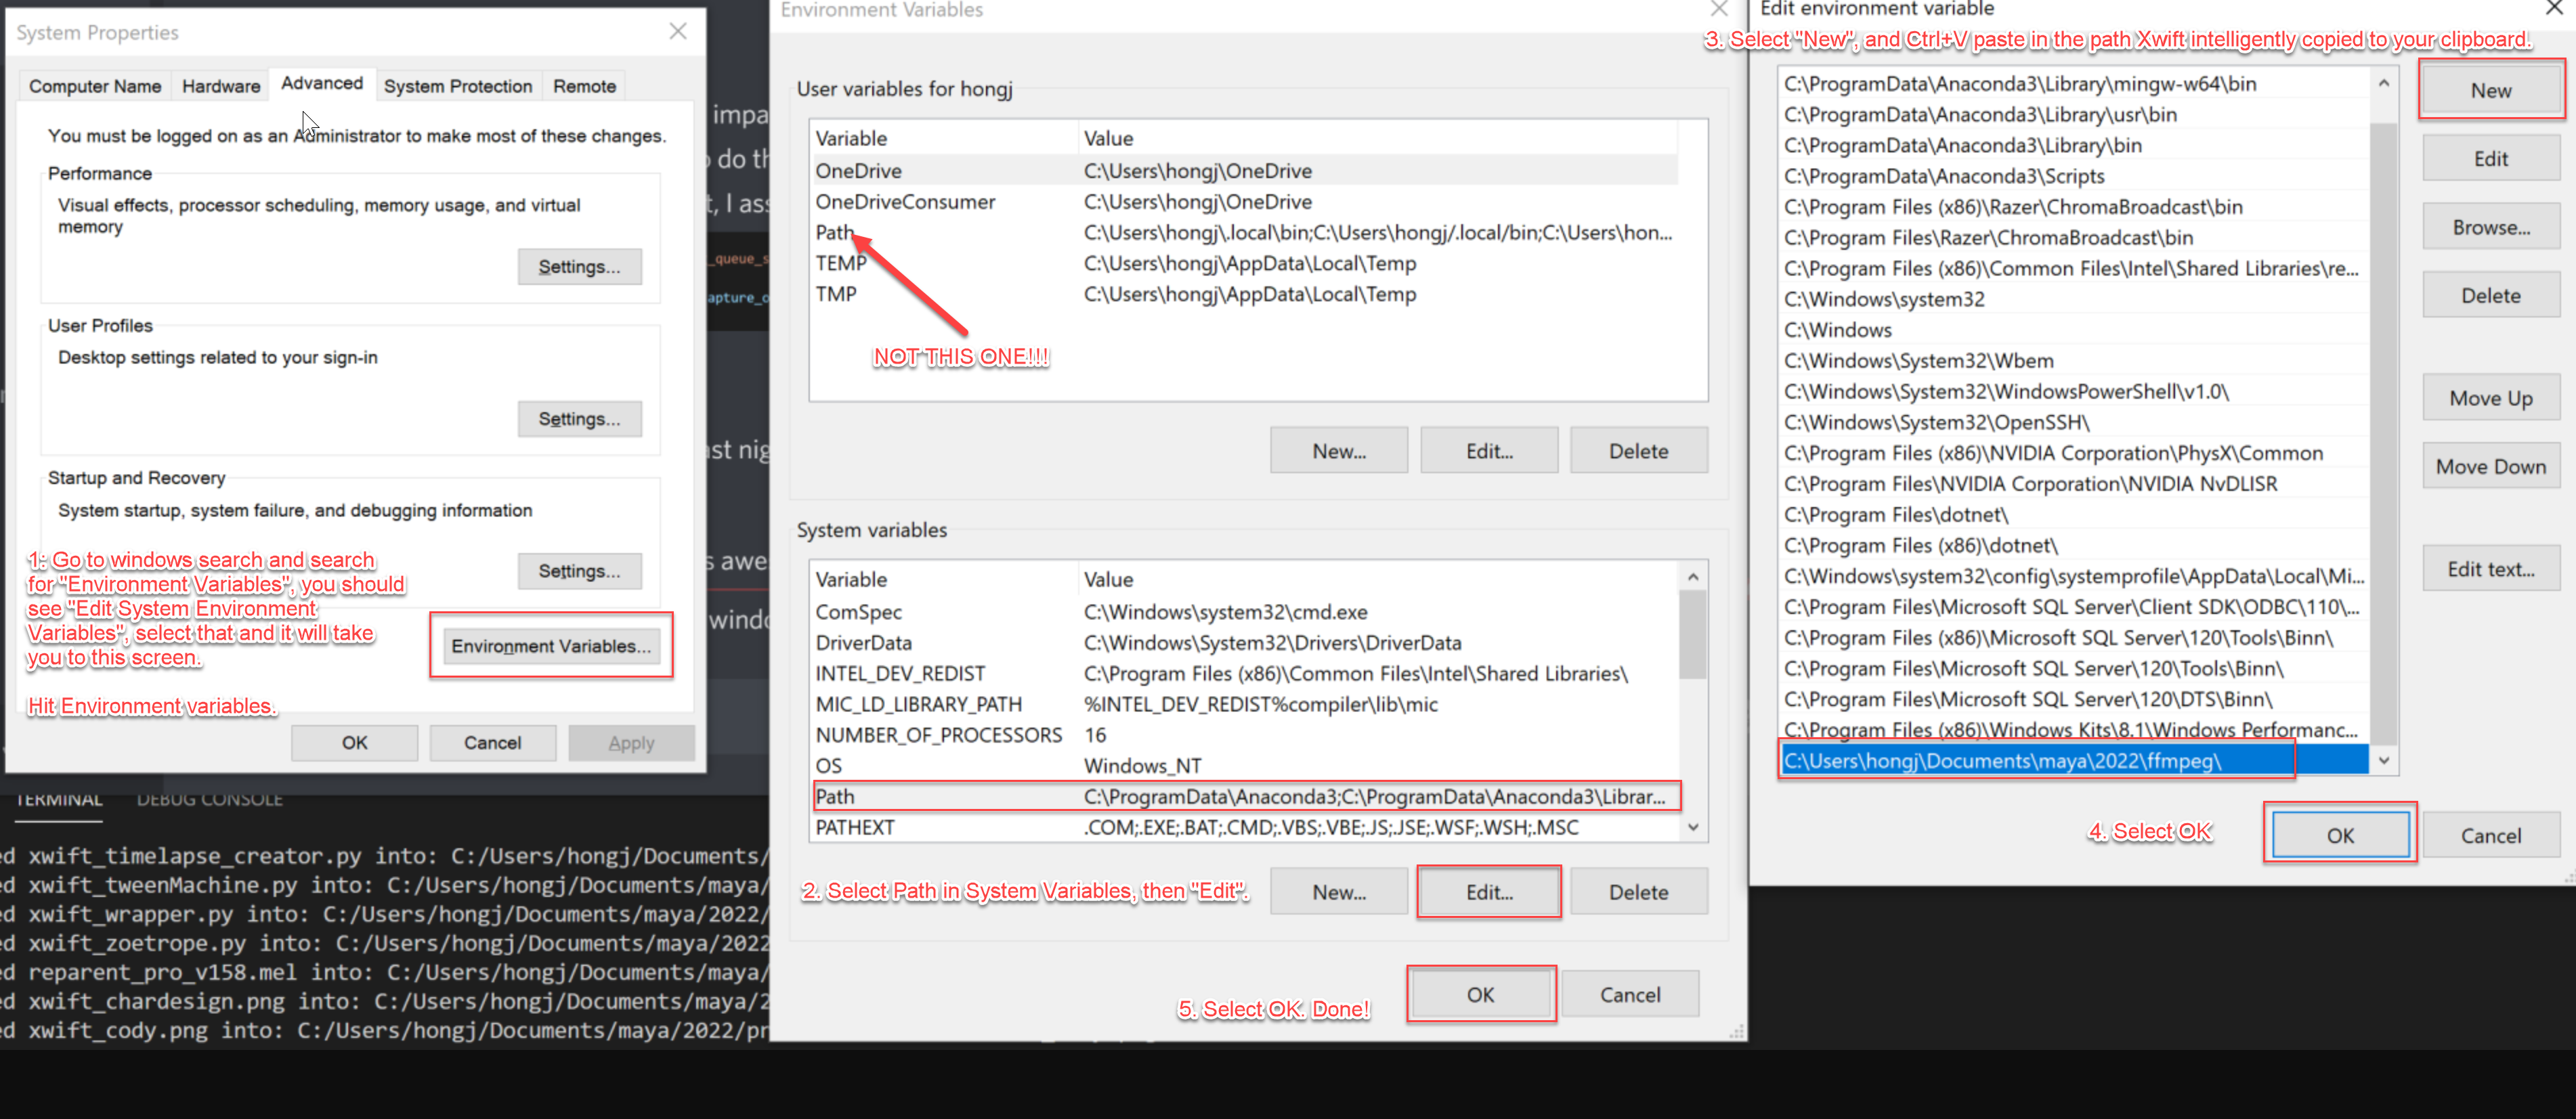 System Properties
Computer Name
Hardware
Advanced
System Protection
Remote
You must be logged on as an Administrator to make most of these changes.
Performance
Visual effects, processor scheduling, memory usage, and virtual
memory
Settings...
User Profiles
Desktop settings related to your sign-in
Settings...
Startup and Recovery
System startup, system failure, and debugging information
Settings...
1: Go to windows search and search
for "Environment Variables", you should
see "Edit System Environment
Variables", select that and it will take
you to this screen.
Hit Environment variables.
Environment Variables...
OK
Cancel
Apply
impa
do th
t, I ass
_queue_s
apture_o
ast nig
s awe
windo
TERMINAL
DEBUG CONSOLE
ed xwift_timelapse_creator.py into: C:/Users/hongj/Documents/
ed xwift_tweenMachine.py into: C:/Users/hongj/Documents/maya/
ed xwift_wrapper.py into: C:/Users/hongj/Documents/maya/2022/
ed xwift_zoetrope.py into: C:/Users/hongj/Documents/maya/2022
ed reparent_pro_v158.mel into: C:/Users/hongj/Documents/maya/
ed xwift_chardesign.png into: C:/Users/hongj/Documents/maya/2
ed xwift_cody.png into: C:/Users/hongj/Documents/maya/2022/pr
Environment Variables
User variables for hongj
Variable Value
OneDrive C:\Users\hongj\OneDrive
OneDriveConsumer C:\Users\hongj\OneDrive
Path C:\Users\hongj\.local\bin;C:\Users\hongj/.local/bin;C:\Users\hon...
TEMP C:\Users\hongj\AppData\Local\Temp
TMP C:\Users\hongj\AppData\Local\Temp
NOT THIS ONE!!!
New...
Edit...
Delete
System variables
Variable Value
ComSpec C:\Windows\system32\cmd.exe
DriverData C:\Windows\System32\Drivers\DriverData
INTEL_DEV_REDIST C:\Program Files (x86)\Common Files\Intel\Shared Libraries\
MIC_LD_LIBRARY_PATH %INTEL_DEV_REDIST%compiler\lib\mic
NUMBER_OF_PROCESSORS 16
OS Windows_NT
Path C:\ProgramData\Anaconda3;C:\ProgramData\Anaconda3\Librar...
PATHEXT .COM;.EXE;.BAT;.CMD;.VBS;.VBE;.JS;.JSE;.WSF;.WSH;.MSC
2. Select Path in System Variables, then "Edit".
New...
Edit...
Delete
5. Select OK. Done!
OK
Cancel
Edit environment variable
3. Select "New", and Ctrl+V paste in the path Xwift intelligently copied to your clipboard.
C:\ProgramData\Anaconda3\Library\mingw-w64\bin
C:\ProgramData\Anaconda3\Library\usr\bin
C:\ProgramData\Anaconda3\Library\bin
C:\ProgramData\Anaconda3\Scripts
C:\Program Files (x86)\Razer\ChromaBroadcast\bin
C:\Program Files\Razer\ChromaBroadcast\bin
C:\Program Files (x86)\Common Files\Intel\Shared Libraries\re...
C:\Windows\system32
C:\Windows
C:\Windows\System32\Wbem
C:\Windows\System32\WindowsPowerShell\v1.0\
C:\Windows\System32\OpenSSH\
C:\Program Files (x86)\NVIDIA Corporation\PhysX\Common
C:\Program Files\NVIDIA Corporation\NVIDIA NvDLISR
C:\Program Files\dotnet\
C:\Program Files (x86)\dotnet\
C:\Windows\system32\config\systemprofile\AppData\Local\Mi...
C:\Program Files\Microsoft SQL Server\Client SDK\ODBC\110\...
C:\Program Files (x86)\Microsoft SQL Server\120\Tools\Binn\
C:\Program Files\Microsoft SQL Server\120\Tools\Binn\
C:\Program Files\Microsoft SQL Server\120\DTS\Binn\
C:\Program Files (x86)\Windows Kits\8.1\Windows Performanc...
C:\Users\hongj\Documents\maya\2022\ffmpeg\
New
Edit
Browse...
Delete
Move Up
Move Down
Edit text...
4. Select OK
OK
Cancel